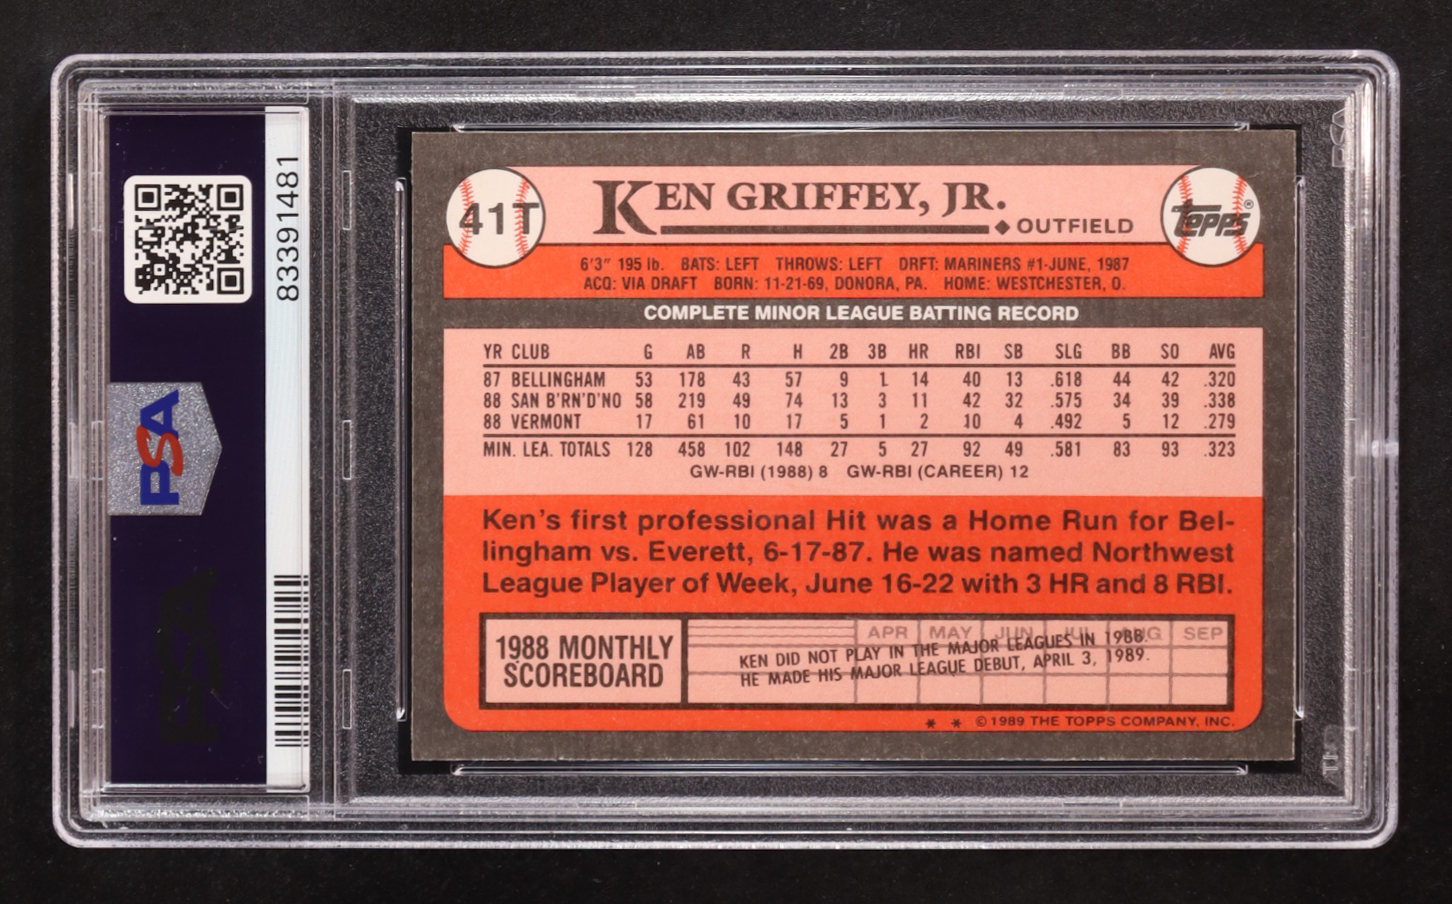 83391481
PSA
PSA
41T
KEN GRIFFEY, JR.
◆ OUTFIELD
Topps®
6'3" 195 lb. BATS: LEFT THROWS: LEFT DRFT: MARINERS #1-JUNE, 1987
ACQ: VIA DRAFT BORN: 11-21-69, DONORA, PA. HOME: WESTCHESTER, O.
COMPLETE MINOR LEAGUE BATTING RECORD
YR CLUB G AB R H 2B 3B HR RBI SB SLG BB SO AVG
87 BELLINGHAM 53 178 43 57 9 1 14 40 13 .618 44 42 .320
88 SAN B'RN'D'NO 58 219 49 74 13 3 11 42 32 .575 34 39 .338
88 VERMONT 17 61 10 17 5 1 2 10 4 .492 5 12 .279
MIN. LEA. TOTALS 128 458 102 148 27 5 27 92 49 .581 83 93 .323
GW-RBI (1988) 8 GW-RBI (CAREER) 12
Ken's first professional Hit was a Home Run for Bel-
lingham vs. Everett, 6-17-87. He was named Northwest
League Player of Week, June 16-22 with 3 HR and 8 RBI.
1988 MONTHLY
SCOREBOARD
APR MAY JUN JUL AUG SEP
KEN DID NOT PLAY IN THE MAJOR LEAGUES IN 1988.
HE MADE HIS MAJOR LEAGUE DEBUT, APRIL 3, 1989.
* * ©1989 THE TOPPS COMPANY, INC.
PSA